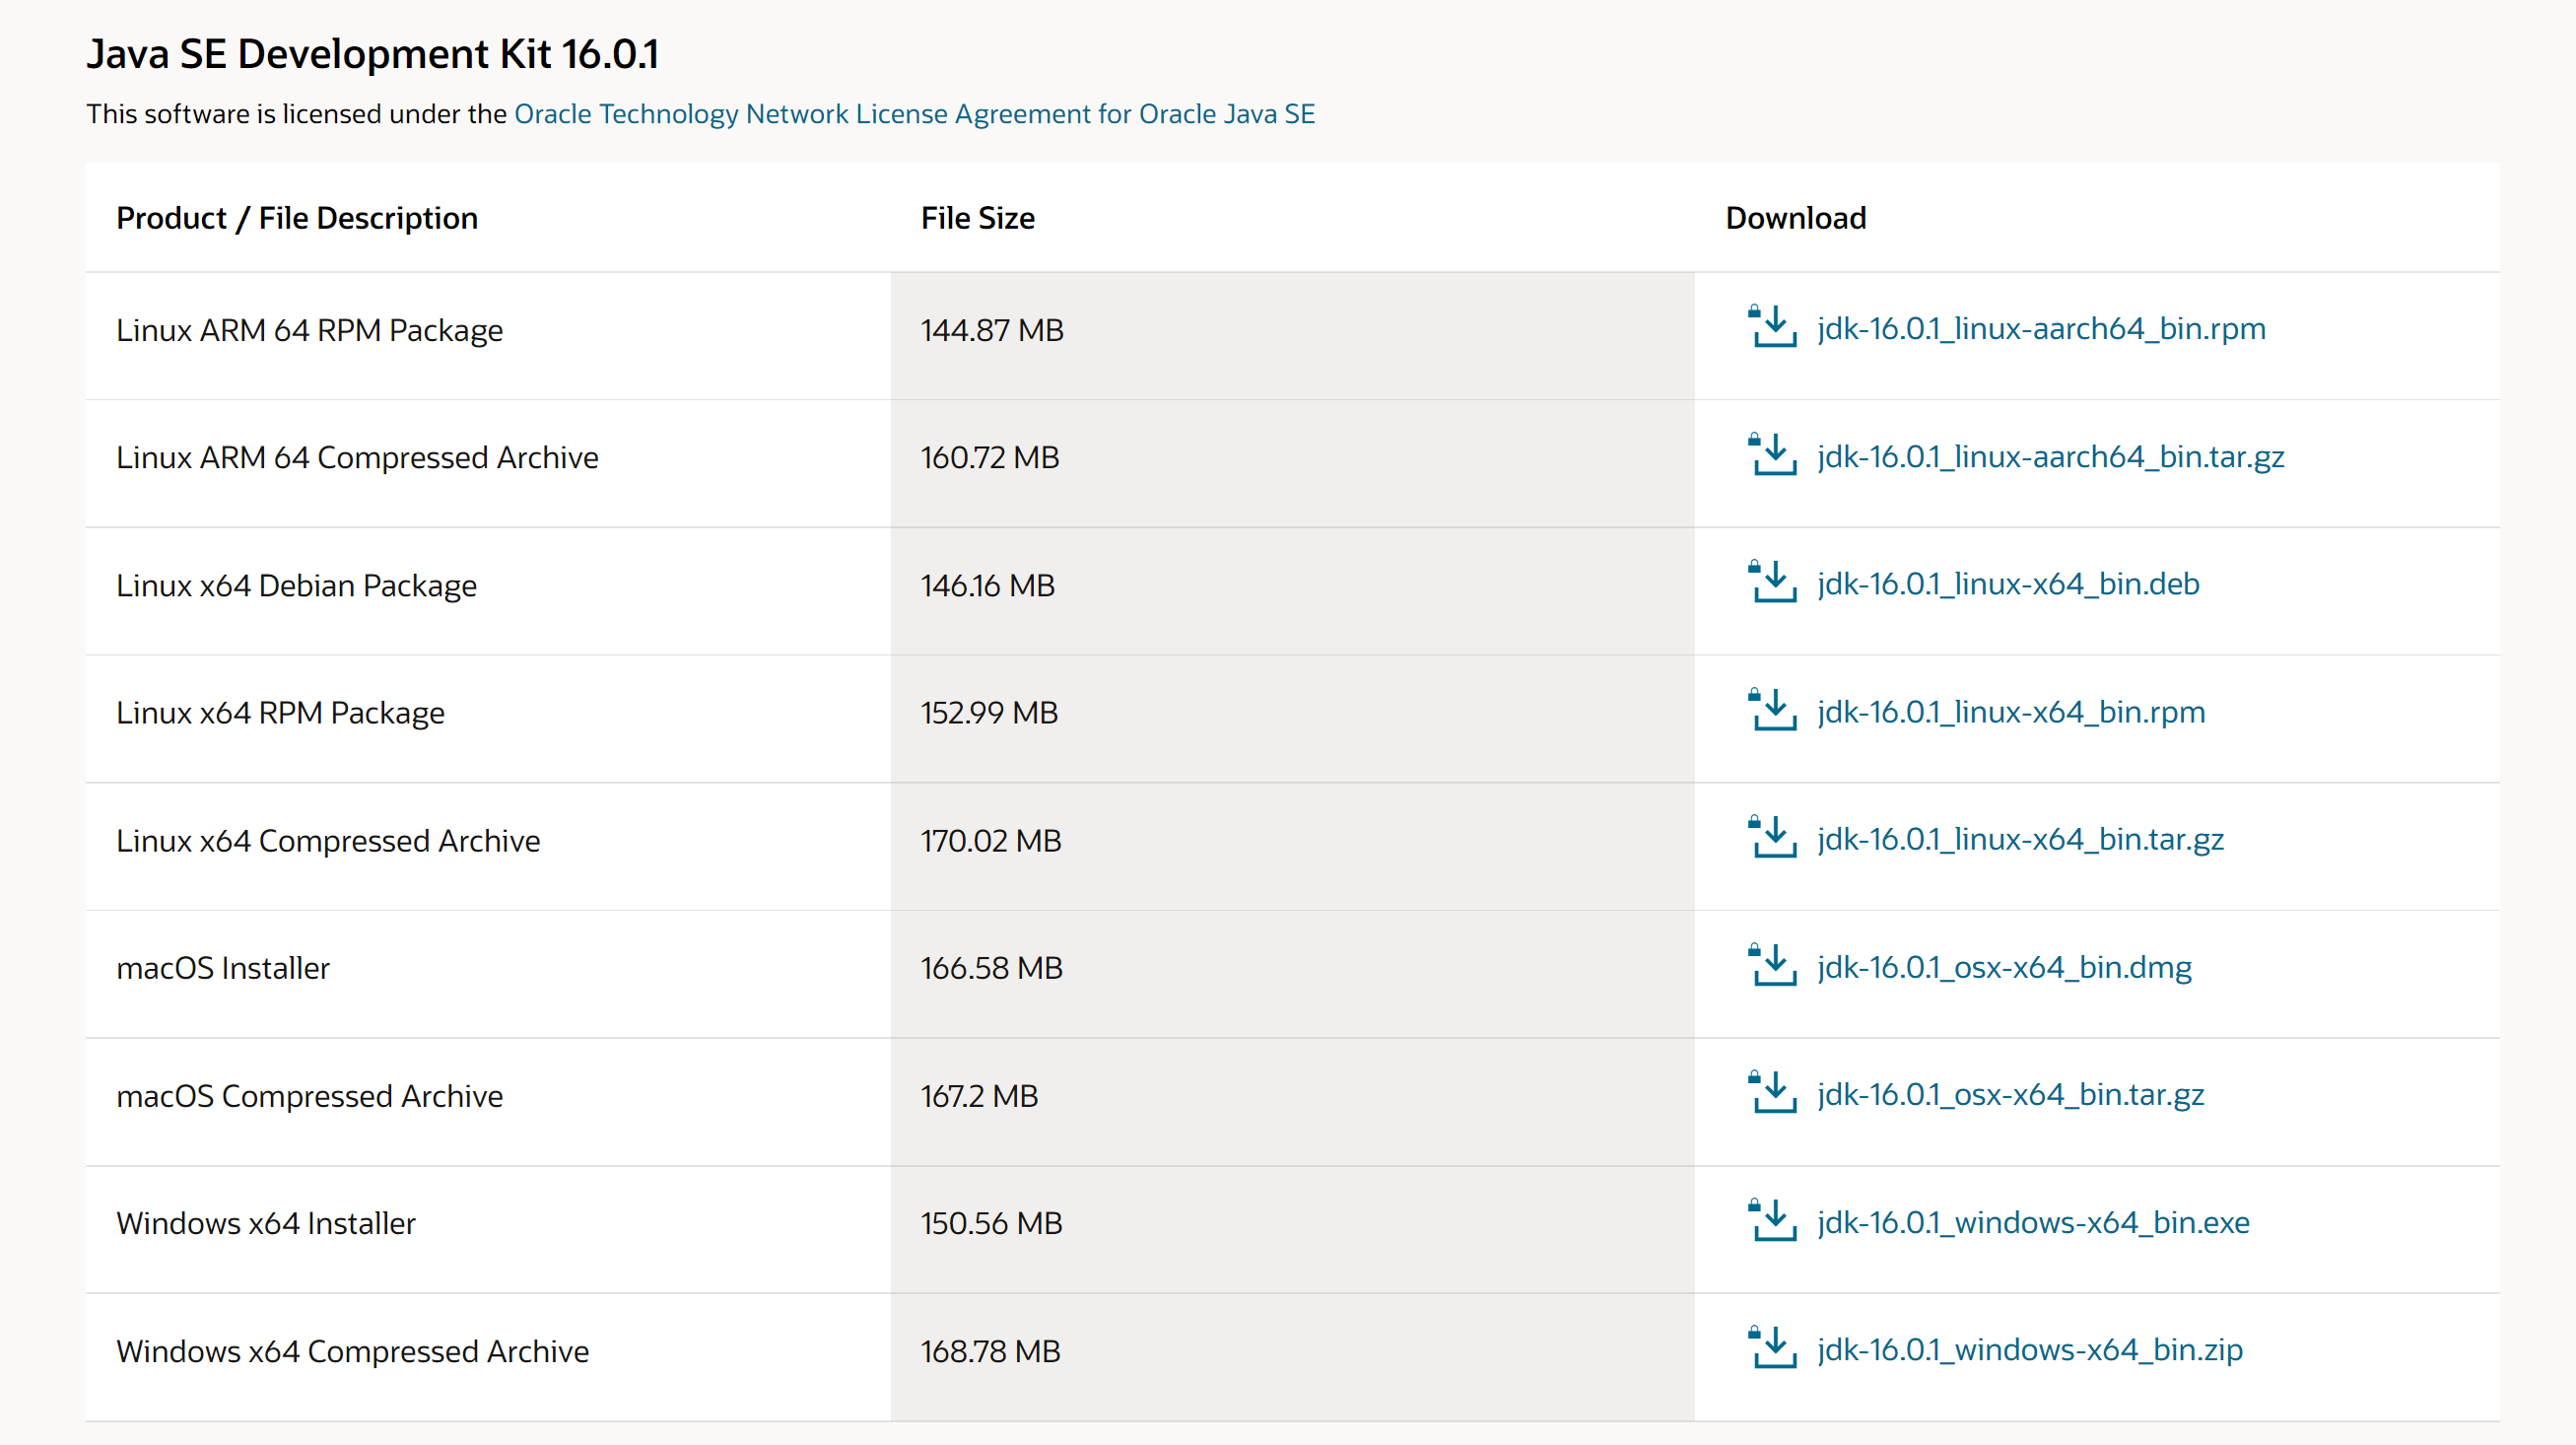 Java SE Development Kit 16.0.1
This software is licensed under the Oracle Technology Network License Agreement for Oracle Java SE
Product / File Description File Size Download
Linux ARM 64 RPM Package 144.87 MB jdk-16.0.1_linux-aarch64_bin.rpm
Linux ARM 64 Compressed Archive 160.72 MB jdk-16.0.1_linux-aarch64_bin.tar.gz
Linux x64 Debian Package 146.16 MB jdk-16.0.1_linux-x64_bin.deb
Linux x64 RPM Package 152.99 MB jdk-16.0.1_linux-x64_bin.rpm
Linux x64 Compressed Archive 170.02 MB jdk-16.0.1_linux-x64_bin.tar.gz
macOS Installer 166.58 MB jdk-16.0.1_osx-x64_bin.dmg
macOS Compressed Archive 167.2 MB jdk-16.0.1_osx-x64_bin.tar.gz
Windows x64 Installer 150.56 MB jdk-16.0.1_windows-x64_bin.exe
Windows x64 Compressed Archive 168.78 MB jdk-16.0.1_windows-x64_bin.zip